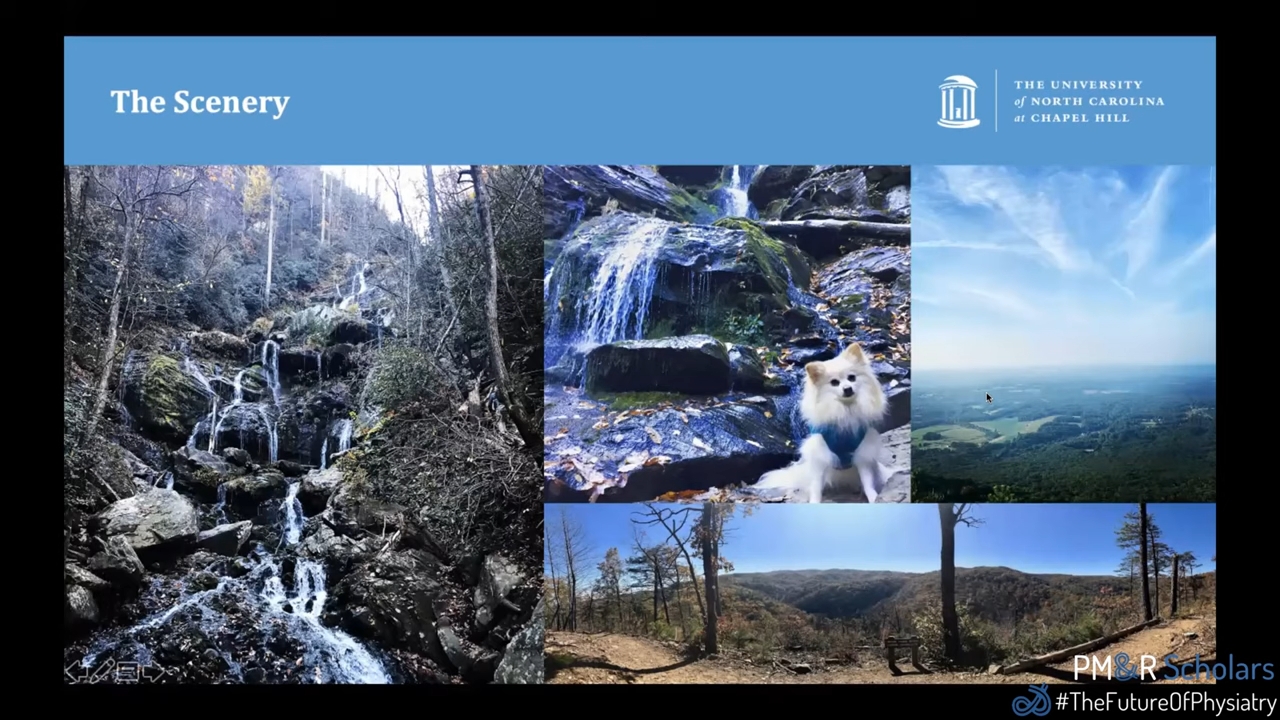 The Scenery
THE UNIVERSITY
of NORTH CAROLINA
at CHAPEL HILL
PM&R Scholars
#TheFutureOfPhysiatry